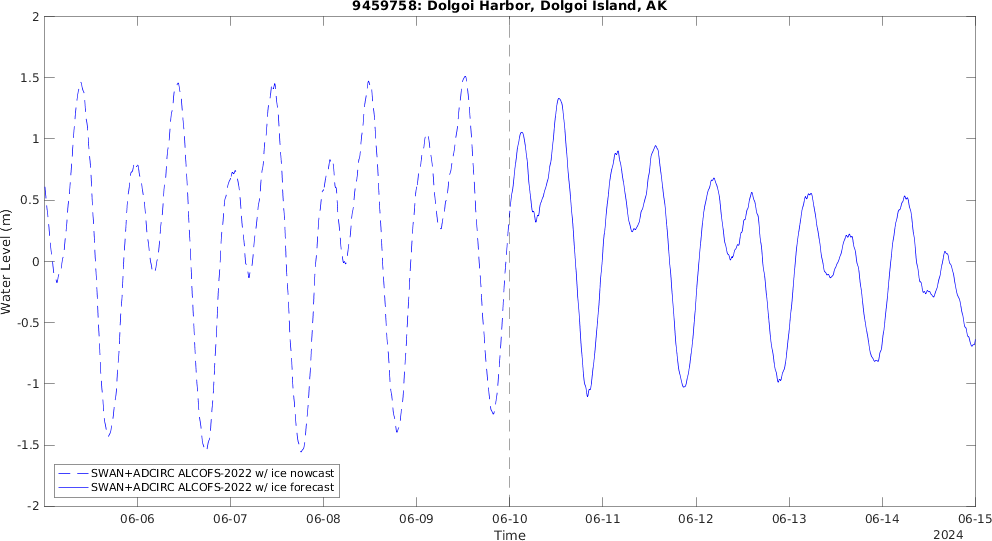 9459758: Dolgoi Harbor, Dolgoi Island, AK
2
1.5
1
0.5
0
-0.5
-1
-1.5
-2
Water Level (m)
SWAN+ADCIRC ALCOFS-2022 w/ ice nowcast
SWAN+ADCIRC ALCOFS-2022 w/ ice forecast
06-06 06-07 06-08 06-09 06-10 06-11 06-12 06-13 06-14 06-15
Time
2024